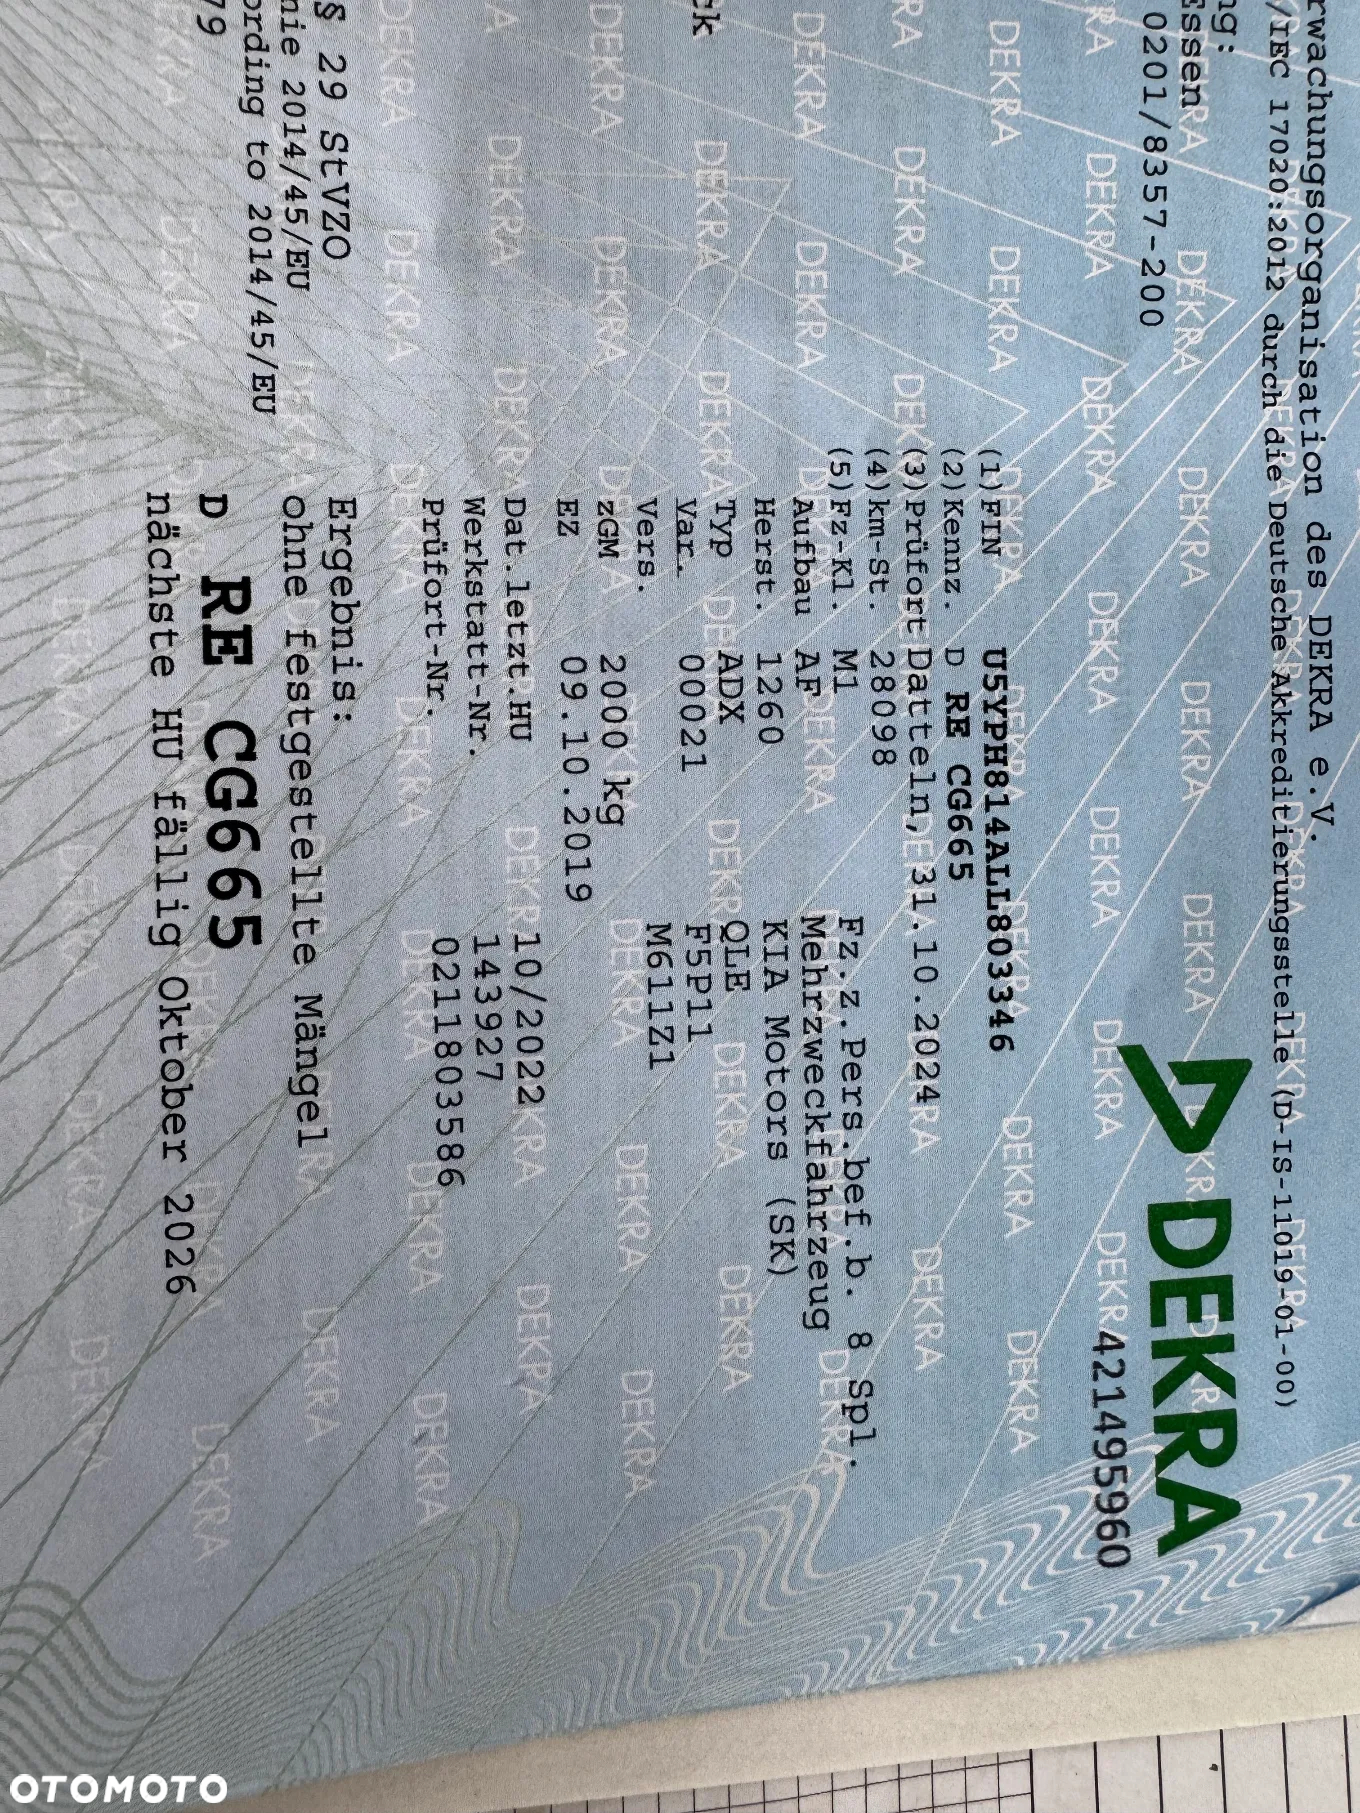 rwachungsorganisation des DEKRA e.V.
/IEC 17020:2012 durch die Deutsche Akkreditierungsstelle (D-IS-11019-01-00)
ng:
Essen
0201/8357-200
DEKRA
421495960
(1)FIN U5YPH814ALL803346
(2)Kennz. D RE CG665
(3)Prüfort Datteln, 31.10.2024
(4)km-St. 28098
(5)Fz-Kl. M1 Fz.z.Pers.bef.b. 8 Spl.
Aufbau AF Mehrzweckfahrzeug
Herst. 1260 KIA Motors (SK)
Typ ADX QLE
Var. 00021 F5P11
Vers. M611Z1
zGM 2000 kg
EZ 09.10.2019
Dat.letzt.HU 10/2022
Werkstatt-Nr. 143927
Prüfort-Nr. 0211803586
ck
§ 29 StVZO
nie 2014/45/EU
ording to 2014/45/EU
79
Ergebnis:
ohne festgestellte Mängel
D RE CG665
nächste HU fällig Oktober 2026
OTOMOTO